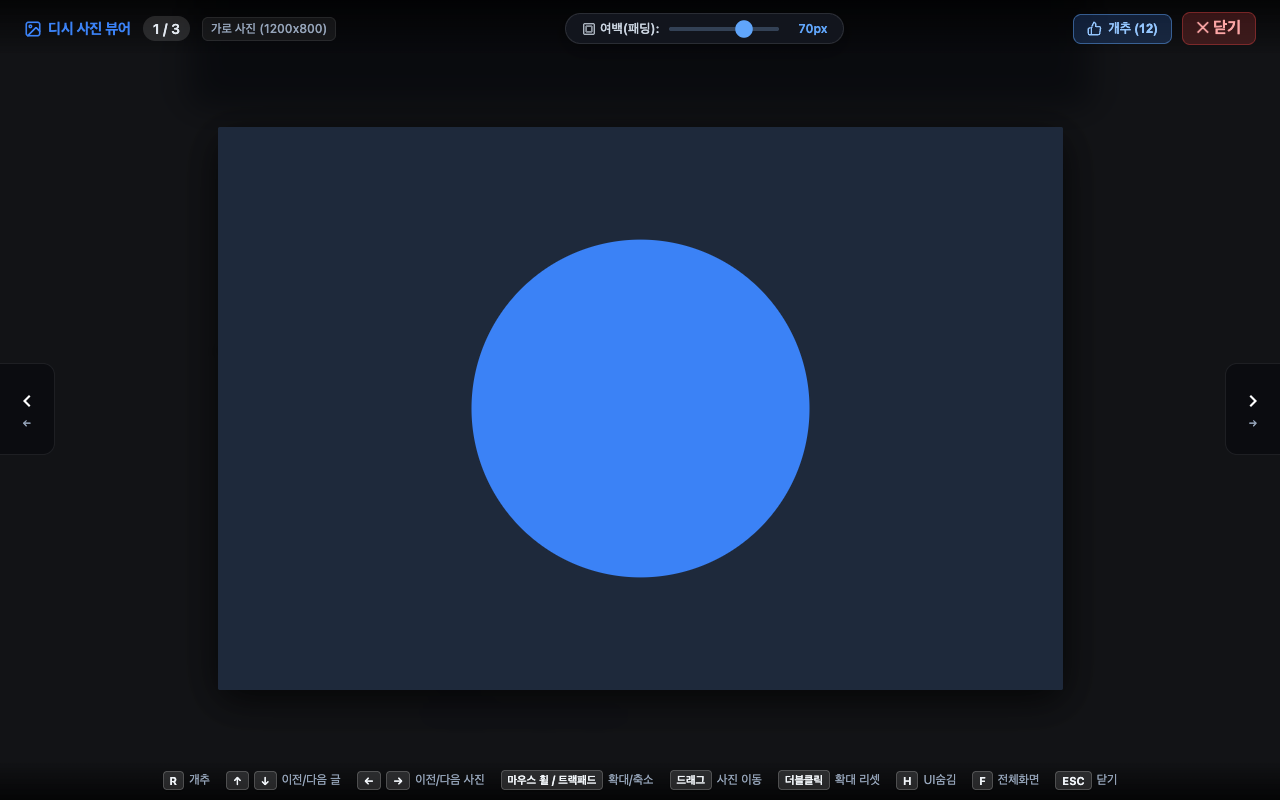 디시 사진 뷰어 1 / 3 가로 사진 (1200x800) 여백(패딩): 70px 개추 (12) ✕ 닫기
←
→
R 개추 ↑ ↓ 이전/다음 글 ← → 이전/다음 사진 마우스 휠 / 트랙패드 확대/축소 드래그 사진 이동 더블클릭 확대 리셋 H UI숨김 F 전체화면 ESC 닫기